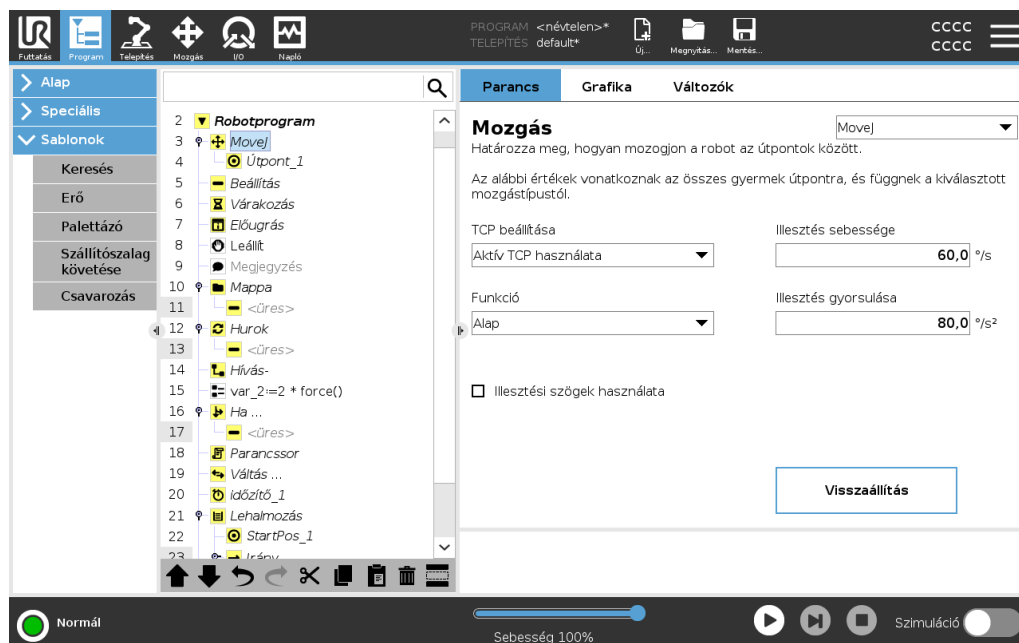 PROGRAM <névtelen>*
TELEPÍTÉS default*
cccc
cccc
Futtatás
Program
Telepítés
Mozgás
I/O
Napló
Új...
Megnyitás...
Mentés...
Alap
Speciális
Sablonok
Keresés
Erő
Palettázó
Szállítószalag
követése
Csavarozás
2 Robotprogram
3 MoveJ
4 Útpont_1
5 Beállítás
6 Várakozás
7 Előugrás
8 Leállít
9 Megjegyzés
10 Mappa
11 <üres>
12 Hurok
13 <üres>
14 Hívás-
15 var_2:=2 * force()
16 Ha ...
17 <üres>
18 Parancssor
19 Váltás ...
20 időzítő_1
21 Lehalmozás
22 StartPos_1
23 Irány
Parancs
Grafika
Változók
Mozgás
MoveJ
Határozza meg, hogyan mozogjon a robot az útpontok között.
Az alábbi értékek vonatkoznak az összes gyermek útpontra, és függnek a kiválasztott
mozgástípustól.
TCP beállítása
Illesztés sebessége
Aktív TCP használata
60,0 °/s
Funkció
Illesztés gyorsulása
Alap
80,0 °/s²
Illesztési szögek használata
Visszaállítás
Normál
Sebesség 100%
Szimuláció